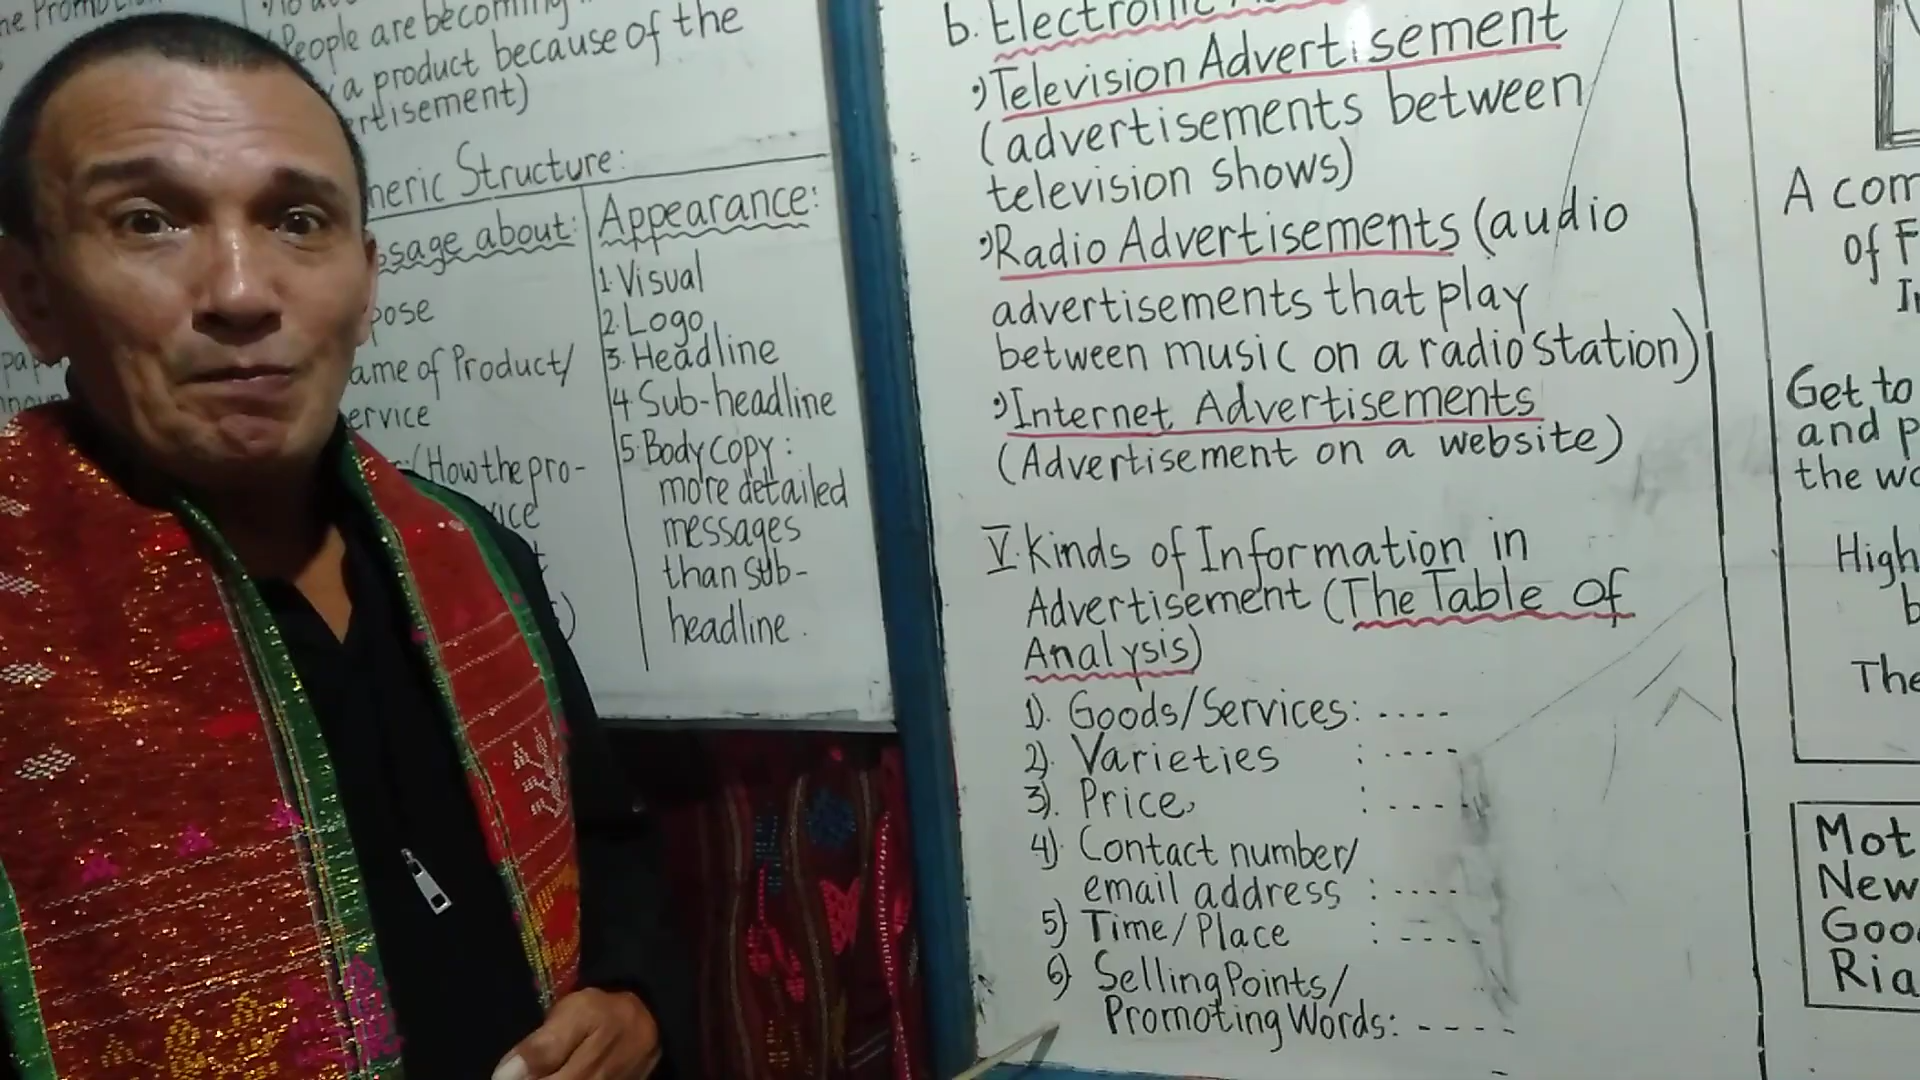 People are becoming
a product because of the
rtisement)
neric Structure:
ssage about:
pose
ame of Product/
ervice
(How the pro-
vice
Appearance:
1. Visual
2. Logo
3. Headline
4 Sub-headline
5. Body copy:
more detailed
messages
than sub-
headline.
b. Electronic
•) Television Advertisement
(advertisements between
television shows)
•) Radio Advertisements (audio
advertisements that play
between music on a radio station)
•) Internet Advertisements
(Advertisement on a website)
V. Kinds of Information in
Advertisement (The Table of
Analysis)
1). Goods/Services: ----
2). Varieties : ----
3). Price : ----
4). Contact number/
email address : ----
5) Time/Place : ----
6) Selling Points/
Promoting Words: ----
A com
of F
In
Get to
and p
the wo
High
b
The
Mot
New
Goo
Ria